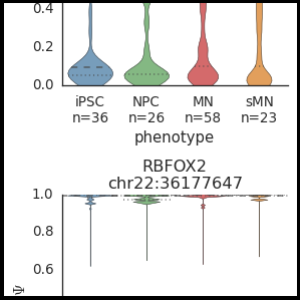 0.4
0.2
0.0
iPSC NPC MN sMN
n=36 n=26 n=58 n=23
phenotype
RBFOX2
chr22:36177647
1.0
0.8
0.6
Ψ